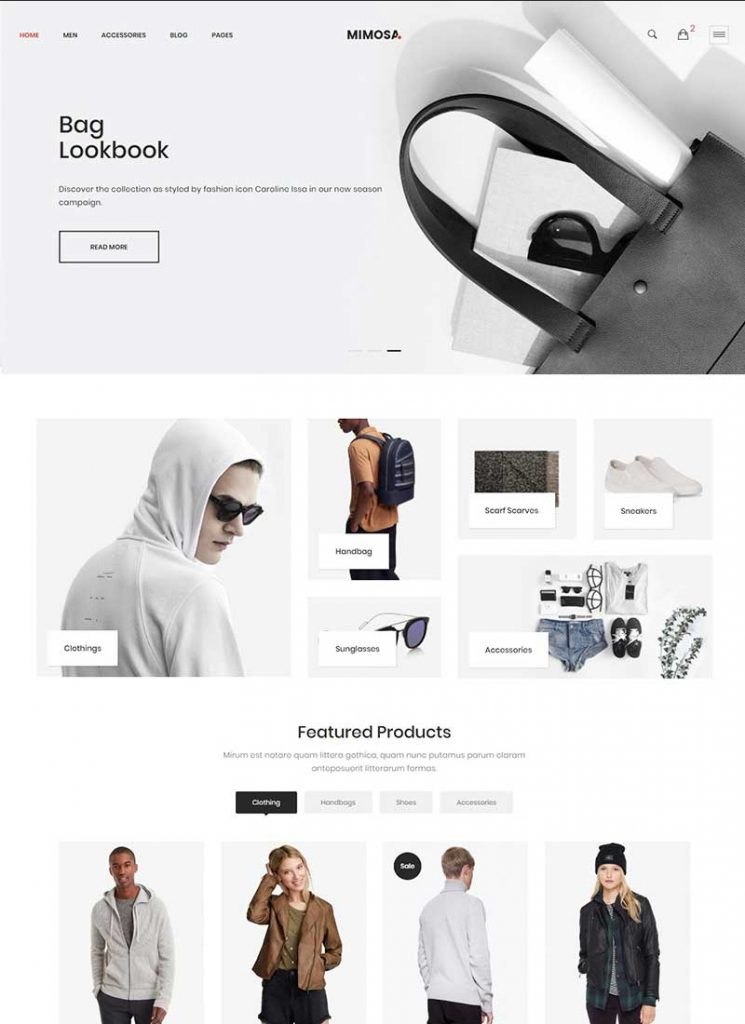 HOME MEN ACCESSORIES BLOG PAGES MIMOSA. 2
Bag
Lookbook
Discover the collection as styled by fashion icon Caroline Issa in our new season
campaign.
READ MORE
Handbag
Scarf Scarves
Sneakers
Clothings
Sunglasses
Accessories
Featured Products
Mirum est notare quam littera gothica, quam nunc putamus parum claram
anteposuerit litterarum formas.
Clothing Handbags Shoes Accessories
Sale